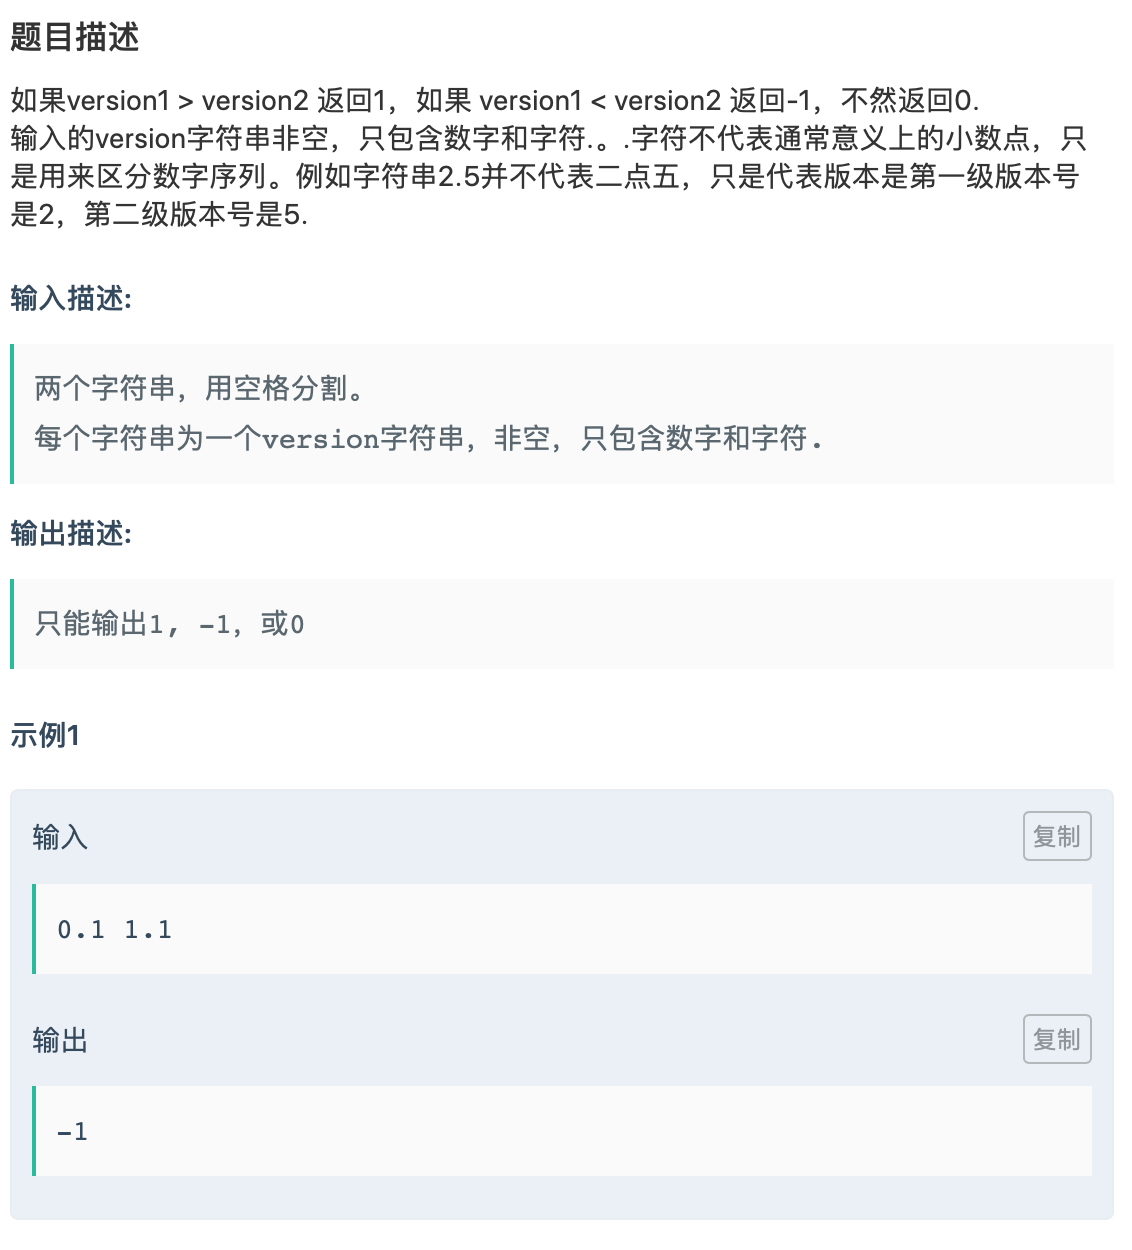 题目描述
如果version1 > version2 返回1，如果 version1 < version2 返回-1，不然返回0.
输入的version字符串非空，只包含数字和字符.。.字符不代表通常意义上的小数点，只
是用来区分数字序列。例如字符串2.5并不代表二点五，只是代表版本是第一级版本号
是2，第二级版本号是5.
输入描述:
两个字符串，用空格分割。
每个字符串为一个version字符串，非空，只包含数字和字符.
输出描述:
只能输出1, -1，或0
示例1
输入
复制
0.1 1.1
输出
复制
-1